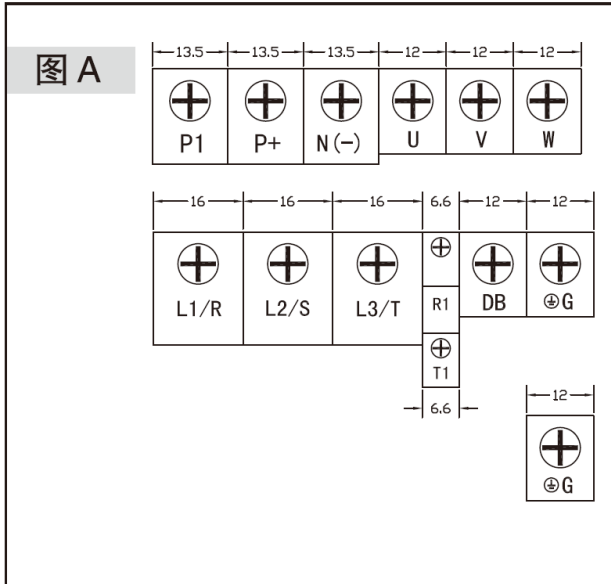 图 A
13.5 13.5 13.5 12 12 12
P1 P+ N(-) U V W
16 16 16 6.6 12 12
L1/R L2/S L3/T R1 DB G
T1
6.6 12
G